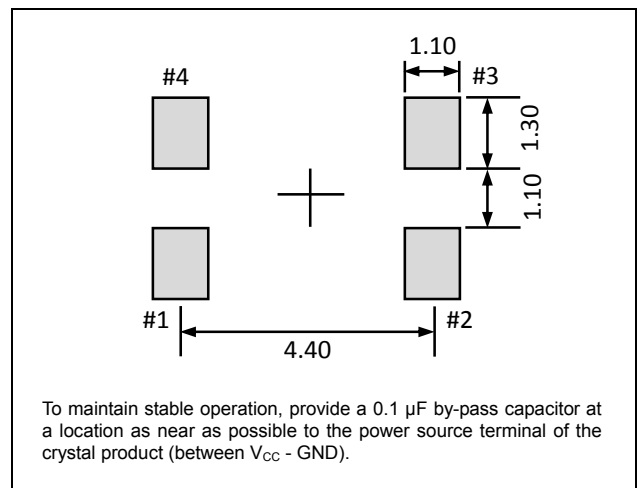 1.10
#4
#3
1.30
1.10
#1
#2
4.40
To maintain stable operation, provide a 0.1 µF by-pass capacitor at
a location as near as possible to the power source terminal of the
crystal product (between VCC - GND).